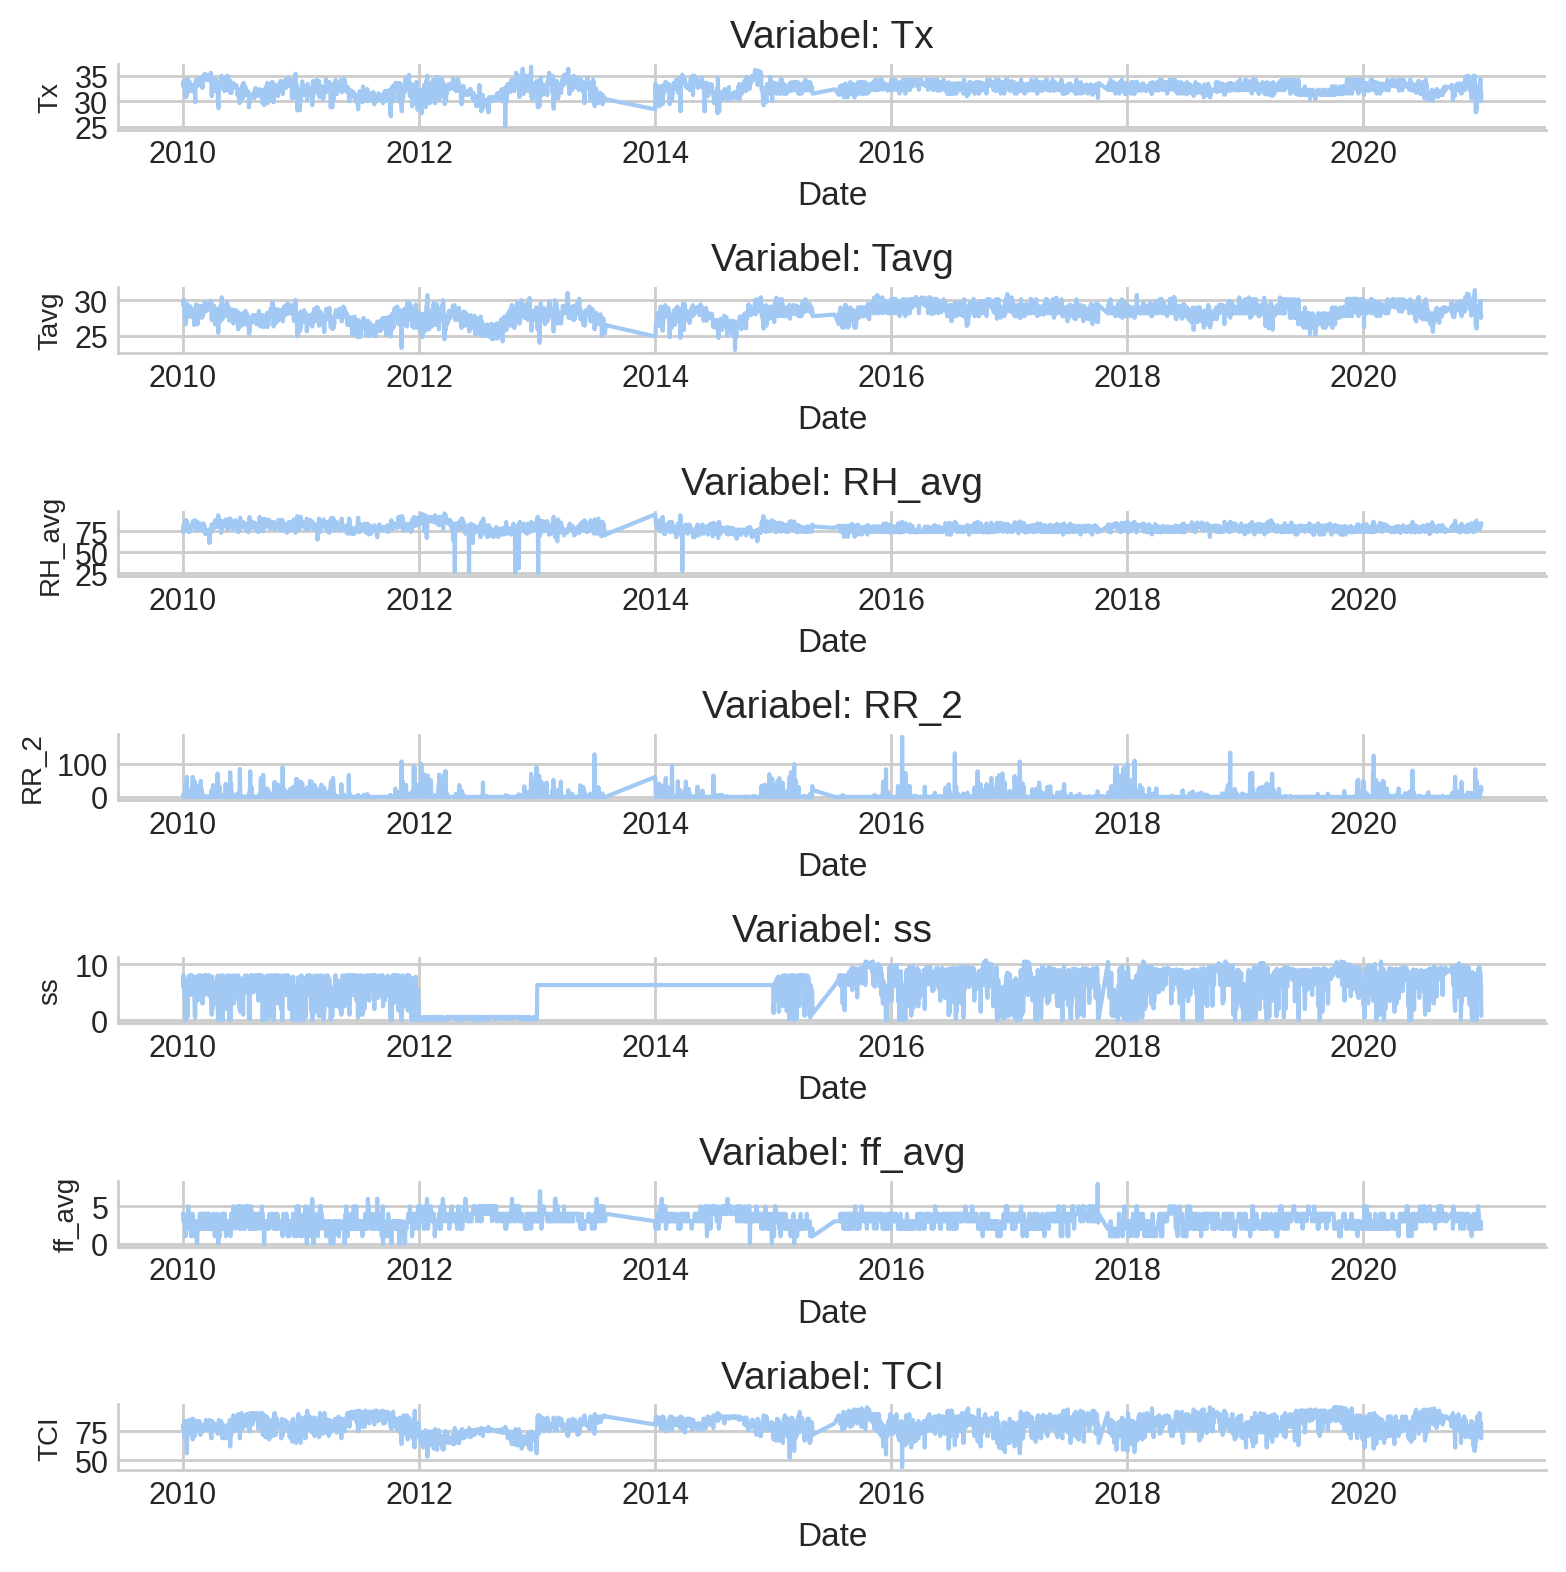 Variabel: Tx
Tx
35
30
25
2010 2012 2014 2016 2018 2020
Date
Variabel: Tavg
Tavg
30
25
2010 2012 2014 2016 2018 2020
Date
Variabel: RH_avg
RH_avg
75
50
25
2010 2012 2014 2016 2018 2020
Date
Variabel: RR_2
RR_2
100
0
2010 2012 2014 2016 2018 2020
Date
Variabel: ss
ss
10
0
2010 2012 2014 2016 2018 2020
Date
Variabel: ff_avg
ff_avg
5
0
2010 2012 2014 2016 2018 2020
Date
Variabel: TCI
TCI
75
50
2010 2012 2014 2016 2018 2020
Date